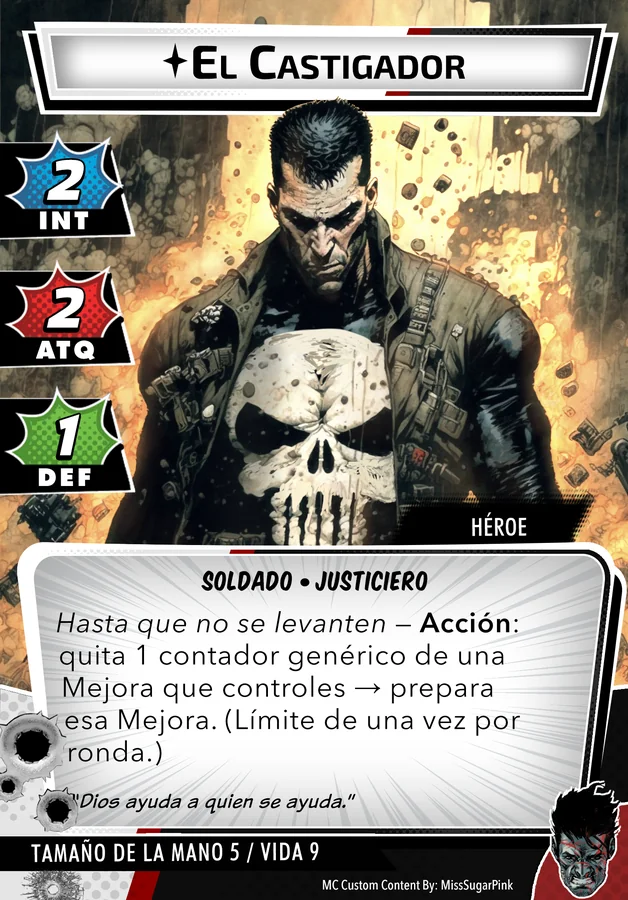 El Castigador
2
INT
2
ATQ
1
DEF
HÉROE
SOLDADO • JUSTICIERO
Hasta que no se levanten – Acción:
quita 1 contador genérico de una
Mejora que controles → prepara
esa Mejora. (Límite de una vez por
ronda.)
"Dios ayuda a quien se ayuda."
TAMAÑO DE LA MANO 5 / VIDA 9
MC Custom Content By: MissSugarPink